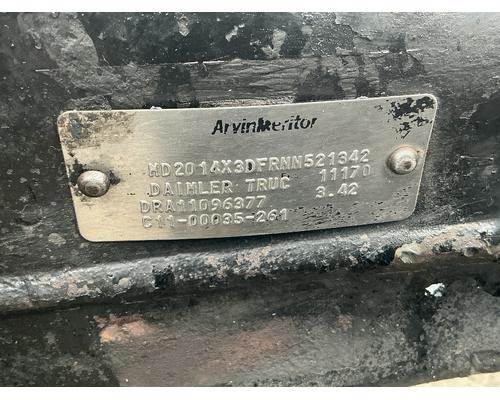 ArvinMeritor
MD2014X3DFRNN521342
DAIMLER TRUC 11170
DRA11096377 3.42
C11-00035-261